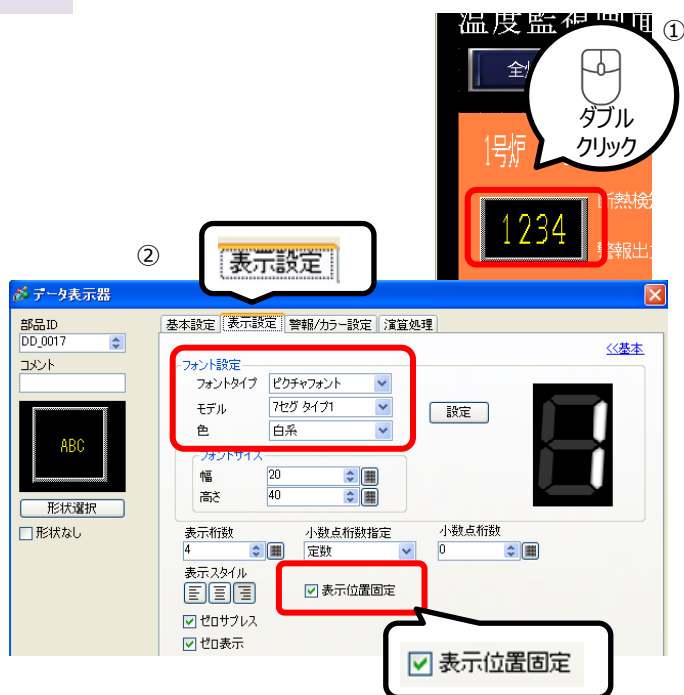 温度監視画面
①
全
ダブル
クリック
1号炉
断熱検
1234
警報出
②
表示設定
データ表示器
部品ID
DD_0017
コメント
ABC
形状選択
形状なし
基本設定 表示設定 警報/カラー設定 演算処理
<<基本
フォント設定
フォントタイプ ピクチャフォント
モデル 7セグ タイプ1
設定
色 白系
フォントサイズ
幅 20
高さ 40
1
表示桁数 小数点桁数指定 小数点桁数
4 定数 0
表示スタイル
表示位置固定
ゼロサプレス
ゼロ表示
表示位置固定